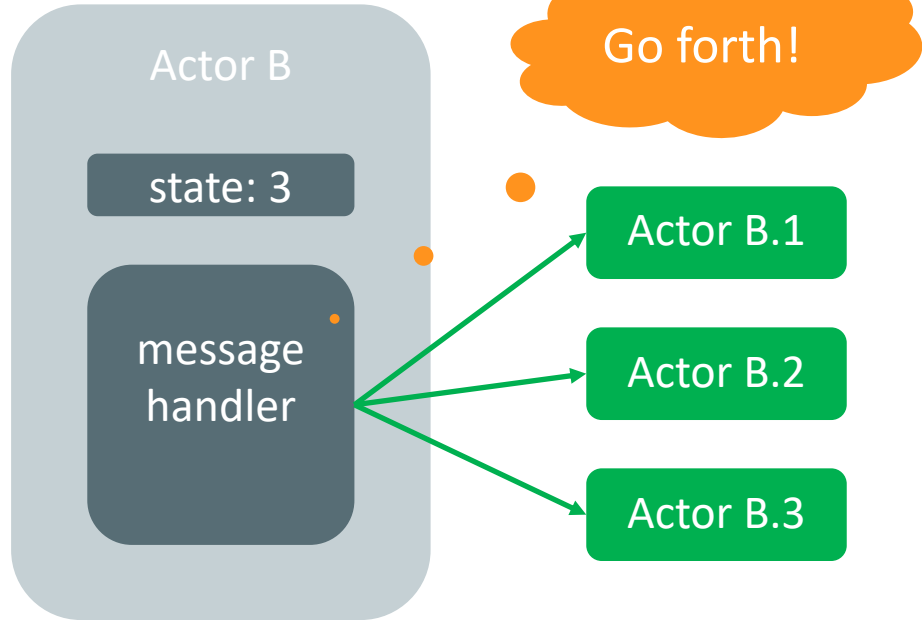 Actor B
Go forth!
state: 3
message
handler
Actor B.1
Actor B.2
Actor B.3